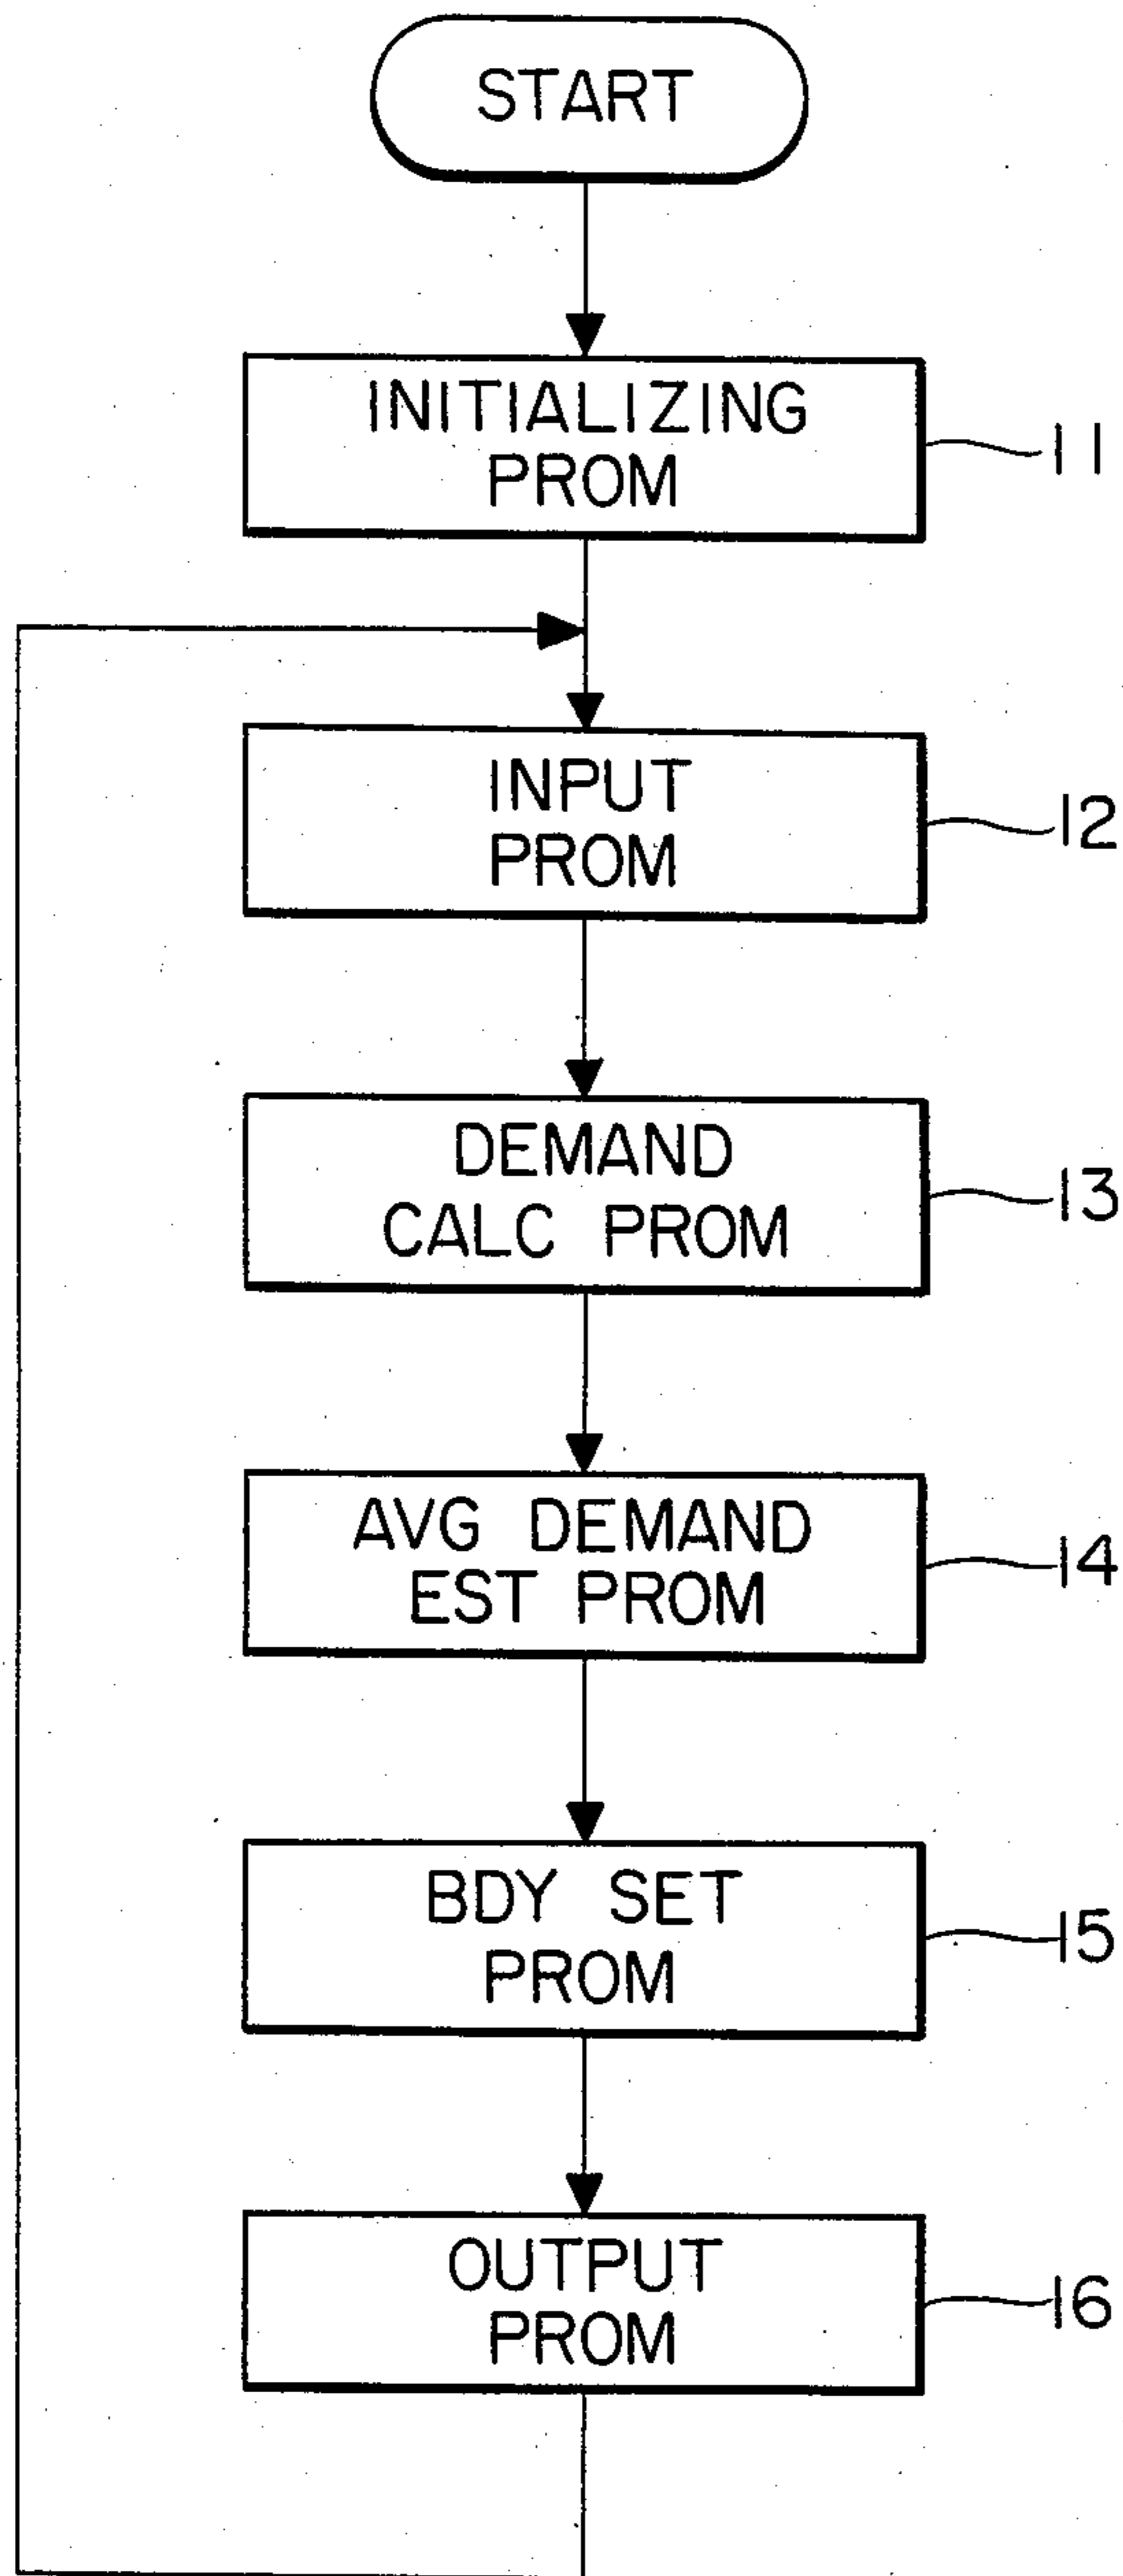 START
INITIALIZING
PROM
11
INPUT
PROM
12
DEMAND
CALC PROM
13
AVG DEMAND
EST PROM
14
BDY SET
PROM
15
OUTPUT
PROM
16